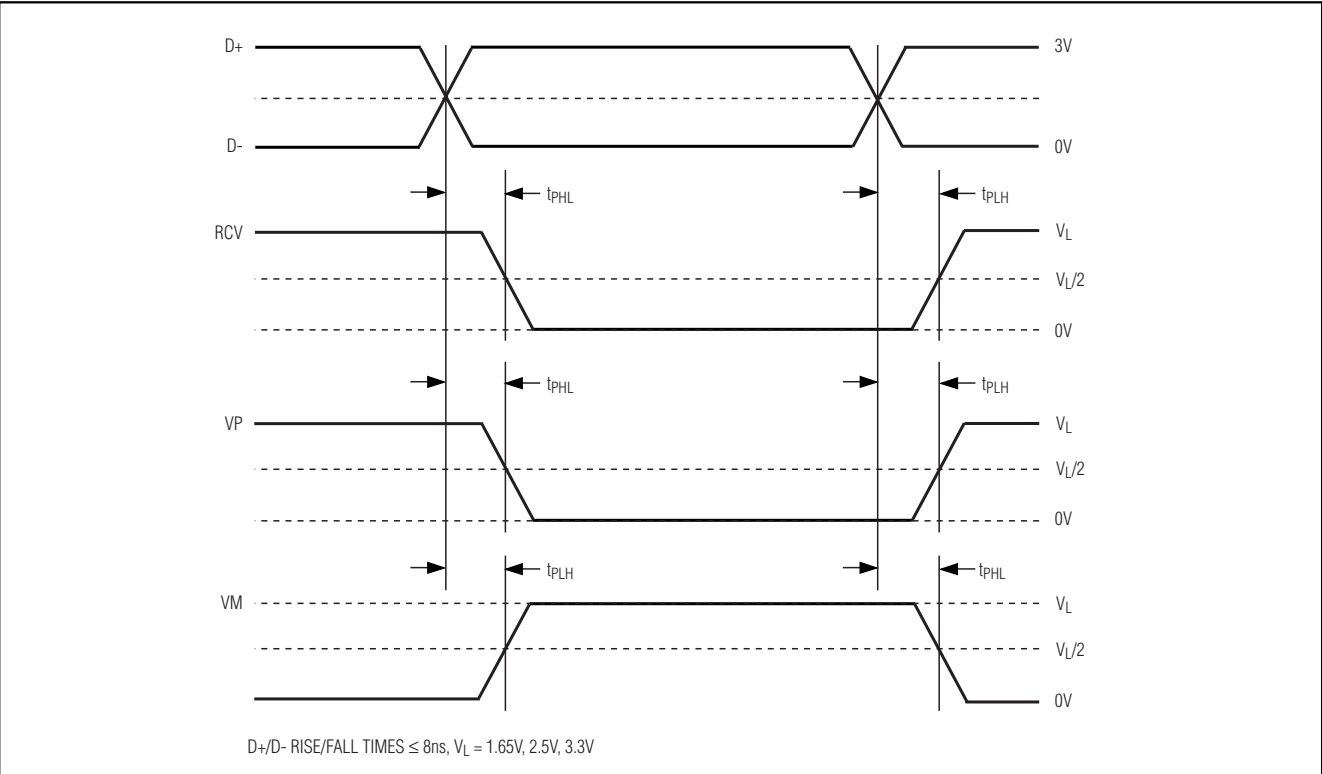 D+ 3V
D- 0V
tPHL tPLH
RCV VL
VL/2
0V
tPHL tPLH
VP VL
VL/2
0V
tPLH tPHL
VM VL
VL/2
0V
D+/D- RISE/FALL TIMES ≤ 8ns, VL = 1.65V, 2.5V, 3.3V